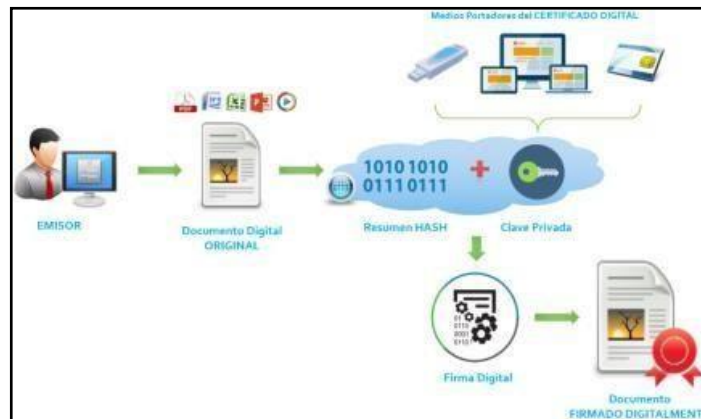 Medios Portadores del CERTIFICADO DIGITAL
EMISOR
Documento Digital
ORIGINAL
1010 1010
0111 0111
Resumen HASH
Clave Privada
Firma Digital
Documento
FIRMADO DIGITALMENT